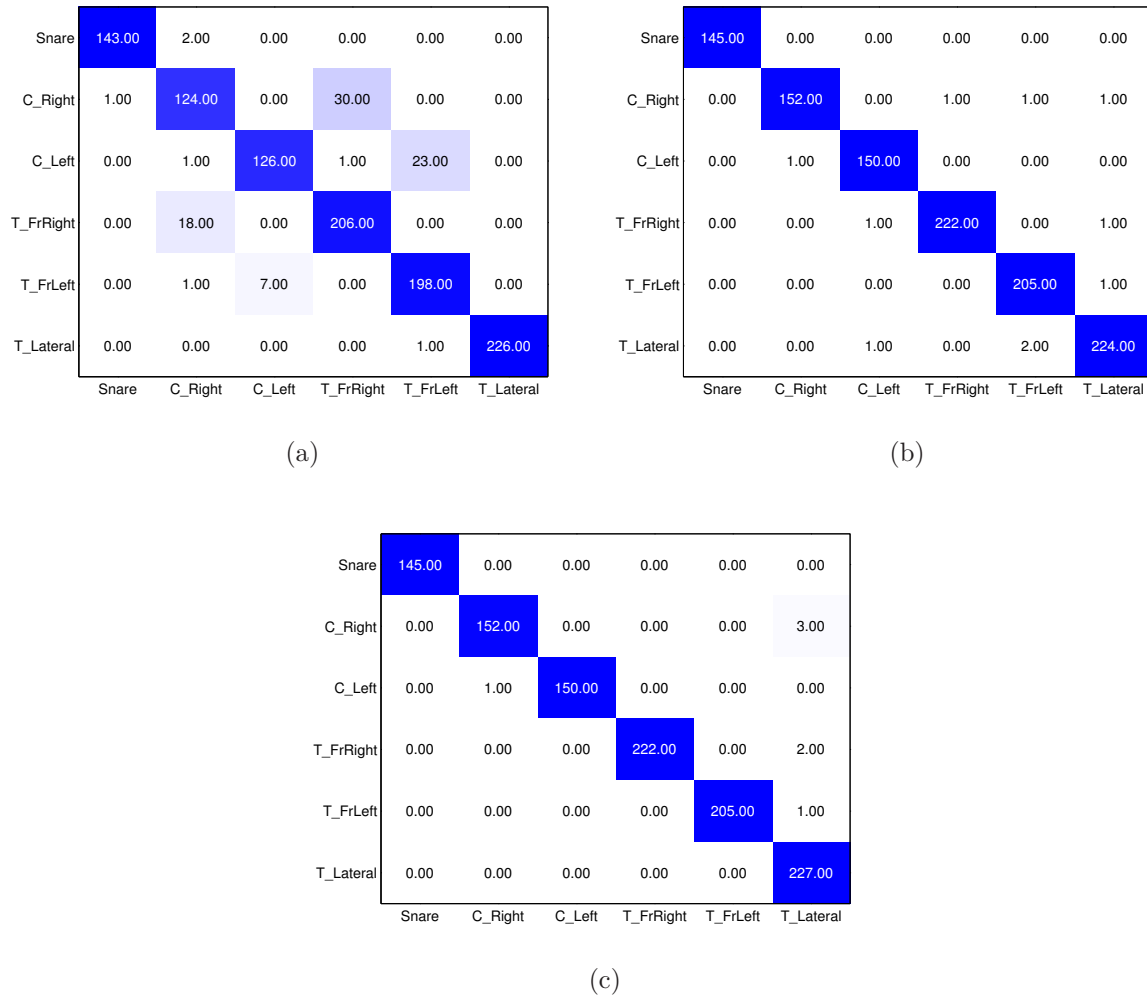 Snare 143.00 2.00 0.00 0.00 0.00 0.00
C_Right 1.00 124.00 0.00 30.00 0.00 0.00
C_Left 0.00 1.00 126.00 1.00 23.00 0.00
T_FrRight 0.00 18.00 0.00 206.00 0.00 0.00
T_FrLeft 0.00 1.00 7.00 0.00 198.00 0.00
T_Lateral 0.00 0.00 0.00 0.00 1.00 226.00
Snare C_Right C_Left T_FrRight T_FrLeft T_Lateral
(a)
Snare 145.00 0.00 0.00 0.00 0.00 0.00
C_Right 0.00 152.00 0.00 1.00 1.00 1.00
C_Left 0.00 1.00 150.00 0.00 0.00 0.00
T_FrRight 0.00 0.00 1.00 222.00 0.00 1.00
T_FrLeft 0.00 0.00 0.00 0.00 205.00 1.00
T_Lateral 0.00 0.00 1.00 0.00 2.00 224.00
Snare C_Right C_Left T_FrRight T_FrLeft T_Lateral
(b)
Snare 145.00 0.00 0.00 0.00 0.00 0.00
C_Right 0.00 152.00 0.00 0.00 0.00 3.00
C_Left 0.00 1.00 150.00 0.00 0.00 0.00
T_FrRight 0.00 0.00 0.00 222.00 0.00 2.00
T_FrLeft 0.00 0.00 0.00 0.00 205.00 1.00
T_Lateral 0.00 0.00 0.00 0.00 0.00 227.00
Snare C_Right C_Left T_FrRight T_FrLeft T_Lateral
(c)